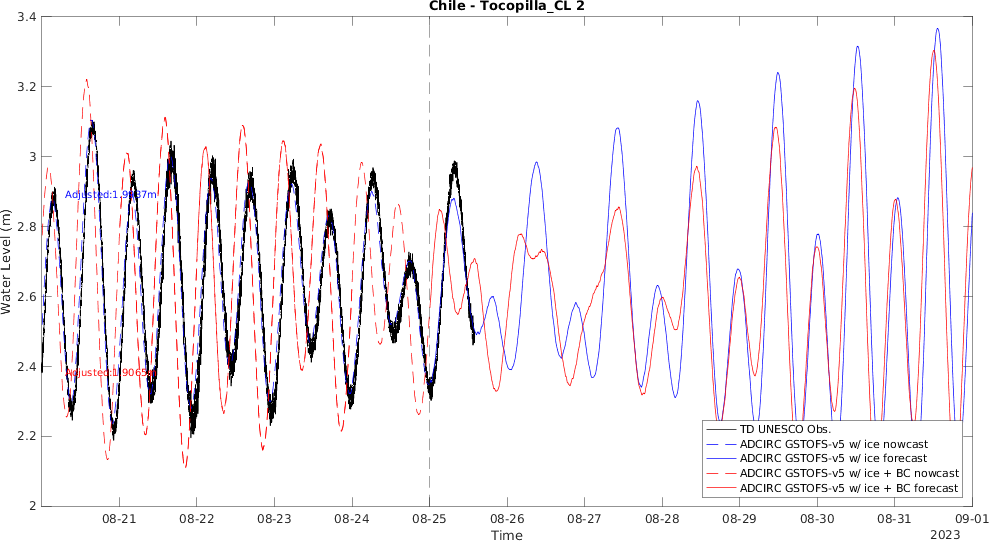 Chile - Tocopilla_CL 2
3.4
3.2
3
2.8
2.6
2.4
2.2
2
Water Level (m)
Adjusted:1.9937m
Adjusted:1.9065m
TD UNESCO Obs.
ADCIRC GSTOFS-v5 w/ ice nowcast
ADCIRC GSTOFS-v5 w/ ice forecast
ADCIRC GSTOFS-v5 w/ ice + BC nowcast
ADCIRC GSTOFS-v5 w/ ice + BC forecast
08-21 08-22 08-23 08-24 08-25 08-26 08-27 08-28 08-29 08-30 08-31 09-01
Time
2023